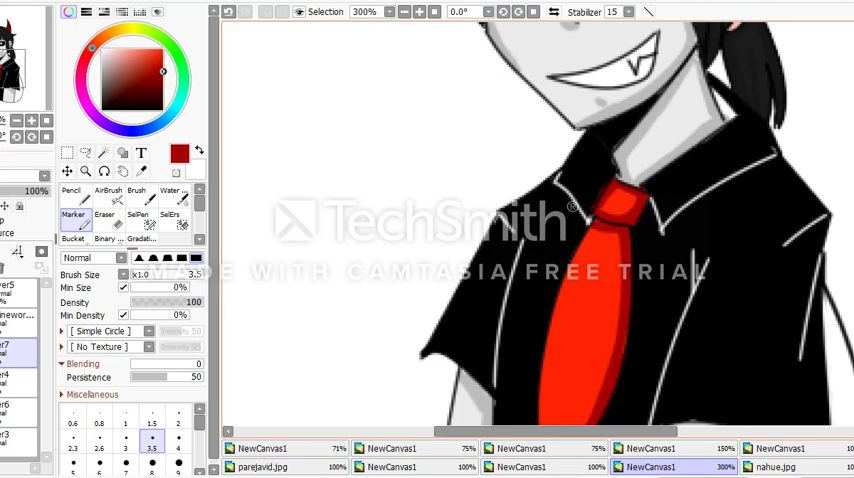 Selection 300% 0.0° Stabilizer 15
T
100%
Pencil AirBrush Brush Water ...
Marker Eraser SelPen SelErs
Bucket Binary ... Gradati...
Normal
Brush Size x1.0 3.5
Min Size 0%
Density 100
Min Density 0%
[ Simple Circle ] Intensity 50
[ No Texture ]
Blending 0
Persistence 50
Miscellaneous
0.6 0.8 1 1.5 2
2.3 2.6 3 3.5 4
5 6 7 8 9
TechSmith®
MADE WITH CAMTASIA FREE TRIAL
NewCanvas1 71% NewCanvas1 75% NewCanvas1 75% NewCanvas1 150% NewCanvas1
parejavid.jpg 100% NewCanvas1 100% NewCanvas1 100% NewCanvas1 300% nahue.jpg 100%